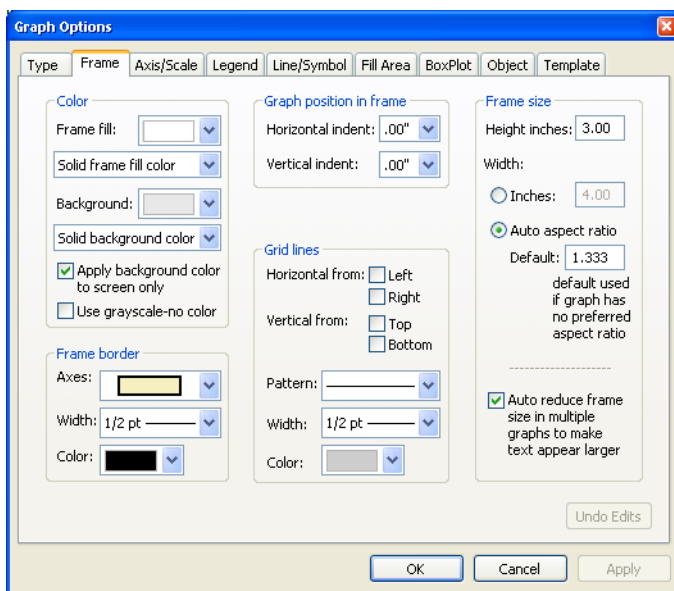 Graph Options
Type Frame Axis/Scale Legend Line/Symbol Fill Area BoxPlot Object Template
Color
Frame fill:
Solid frame fill color
Background:
Solid background color
Apply background color
to screen only
Use grayscale-no color
Frame border
Axes:
Width: 1/2 pt
Color:
Graph position in frame
Horizontal indent: .00"
Vertical indent: .00"
Grid lines
Horizontal from: Left
Right
Vertical from: Top
Bottom
Pattern:
Width: 1/2 pt
Color:
Frame size
Height inches: 3.00
Width:
Inches: 4.00
Auto aspect ratio
Default: 1.333
default used
if graph has
no preferred
aspect ratio
Auto reduce frame
size in multiple
graphs to make
text appear larger
Undo Edits
OK Cancel Apply